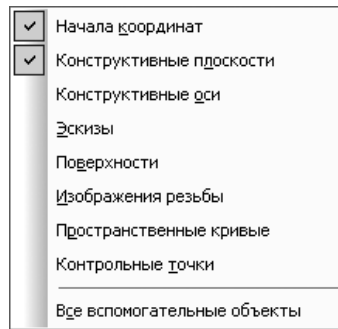 Начала координат
Конструктивные плоскости
Конструктивные оси
Эскизы
Поверхности
Изображения резьбы
Пространственные кривые
Контрольные точки
Все вспомогательные объекты